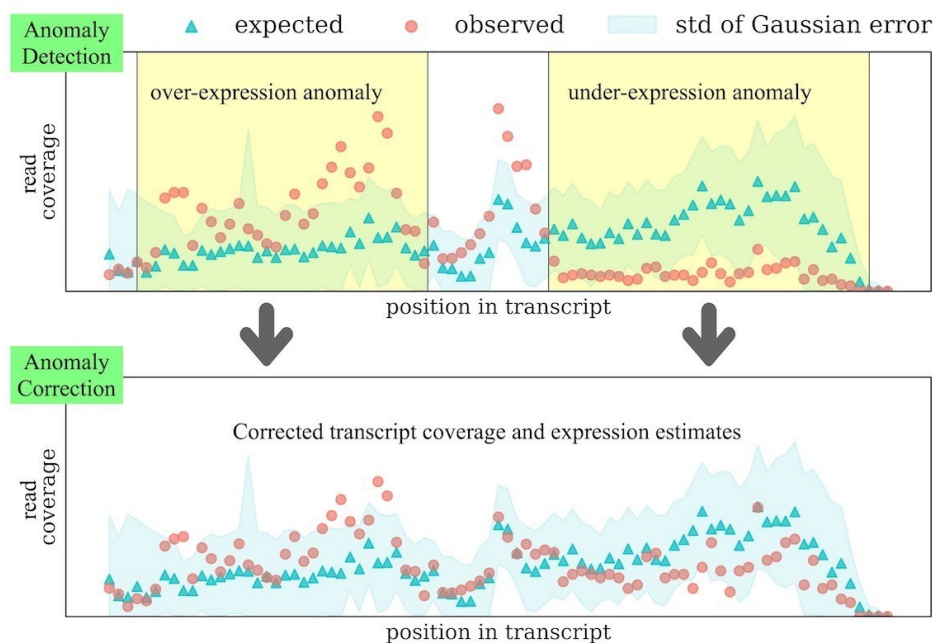 Anomaly
Detection
expected
observed
std of Gaussian error
over-expression anomaly
under-expression anomaly
read
coverage
position in transcript
Anomaly
Correction
Corrected transcript coverage and expression estimates
read
coverage
position in transcript